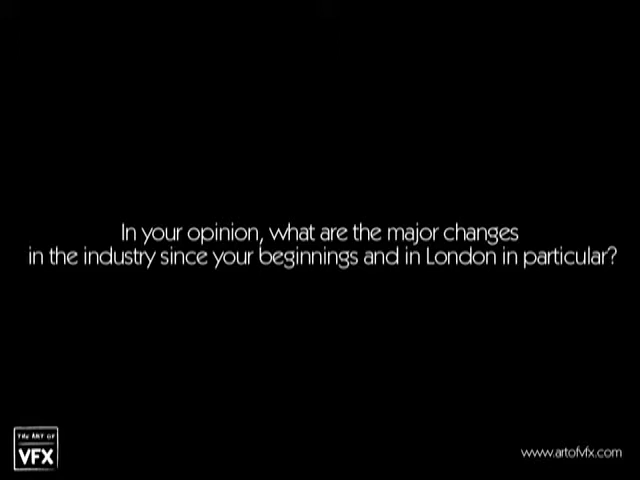 In your opinion, what are the major changes
in the industry since your beginnings and in London in particular?
THE ART OF
VFX
www.artofvfx.com